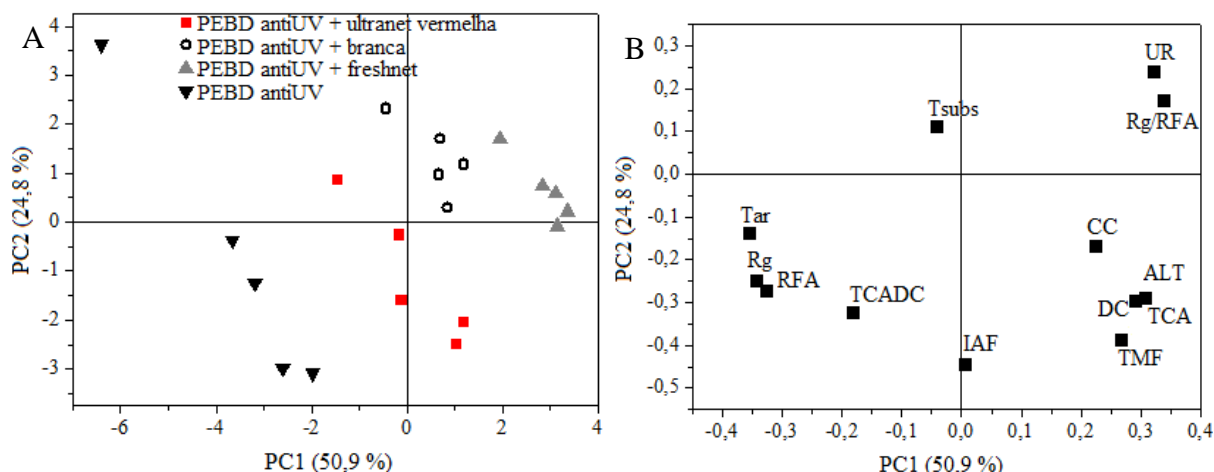 A
PEBD antiUV + ultranet vermelha
PEBD antiUV + branca
PEBD antiUV + freshnet
PEBD antiUV
PC2 (24,8 %)
4
3
2
1
0
-1
-2
-3
-6
-4
-2
0
2
4
PC1 (50,9 %)
B
PC2 (24,8 %)
0,3
0,2
0,1
0,0
-0,1
-0,2
-0,3
-0,4
-0,5
UR
Rg/RFA
Tsubs
Tar
Rg
RFA
TCADC
IAF
CC
ALT
DC
TCA
TMF
-0,4
-0,3
-0,2
-0,1
0,0
0,1
0,2
0,3
0,4
PC1 (50,9 %)